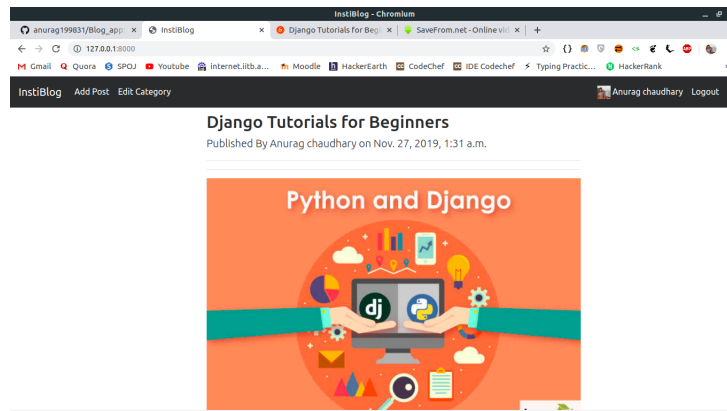 InstiBlog - Chromium
anurag199831/Blog_app: × InstiBlog × Django Tutorials for Begin × SaveFrom.net - Online vid × +
127.0.0.1:8000
Gmail Quora SPOJ Youtube internet.iitb.a... Moodle HackerEarth CodeChef IDE Codechef Typing Practic... HackerRank
InstiBlog Add Post Edit Category Anurag chaudhary Logout
Django Tutorials for Beginners
Published By Anurag chaudhary on Nov. 27, 2019, 1:31 a.m.
Python and Django
dj